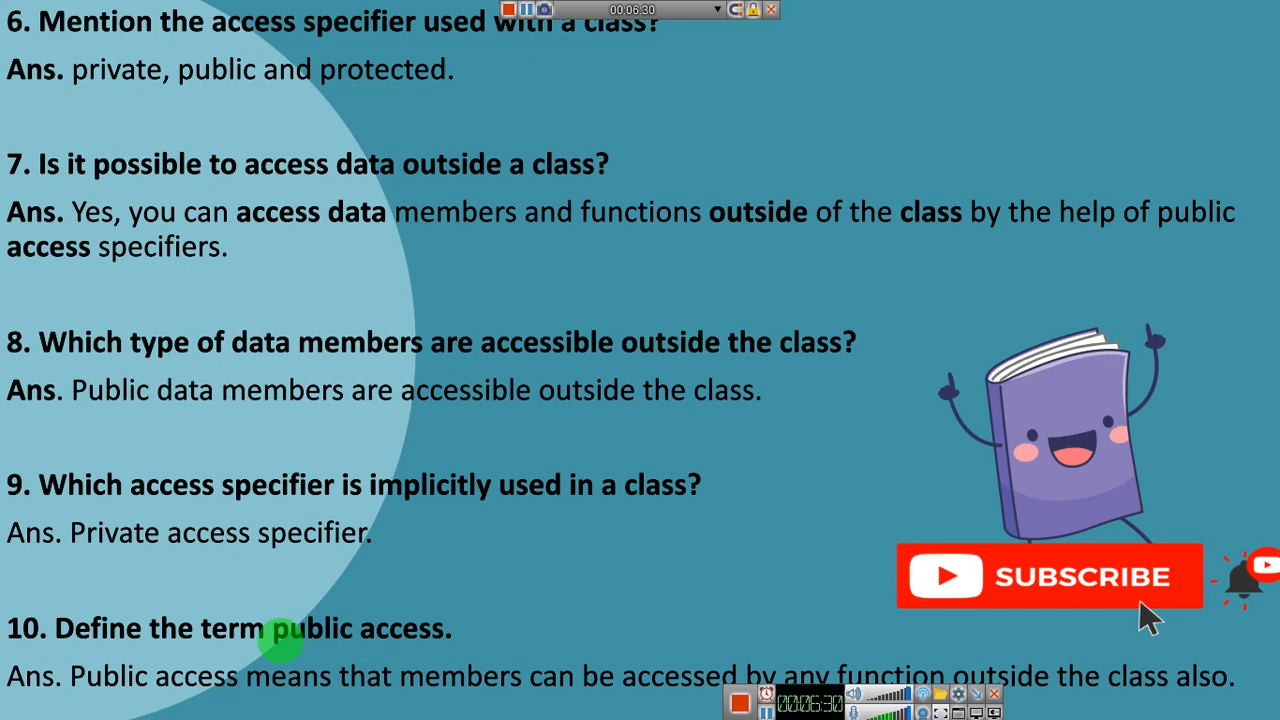 00:06:30
6. Mention the access specifier used with a class?
Ans. private, public and protected.
7. Is it possible to access data outside a class?
Ans. Yes, you can access data members and functions outside of the class by the help of public
access specifiers.
8. Which type of data members are accessible outside the class?
Ans. Public data members are accessible outside the class.
9. Which access specifier is implicitly used in a class?
Ans. Private access specifier.
SUBSCRIBE
10. Define the term public access.
Ans. Public access means that members can be accessed by any function outside the class also.
00:06:30